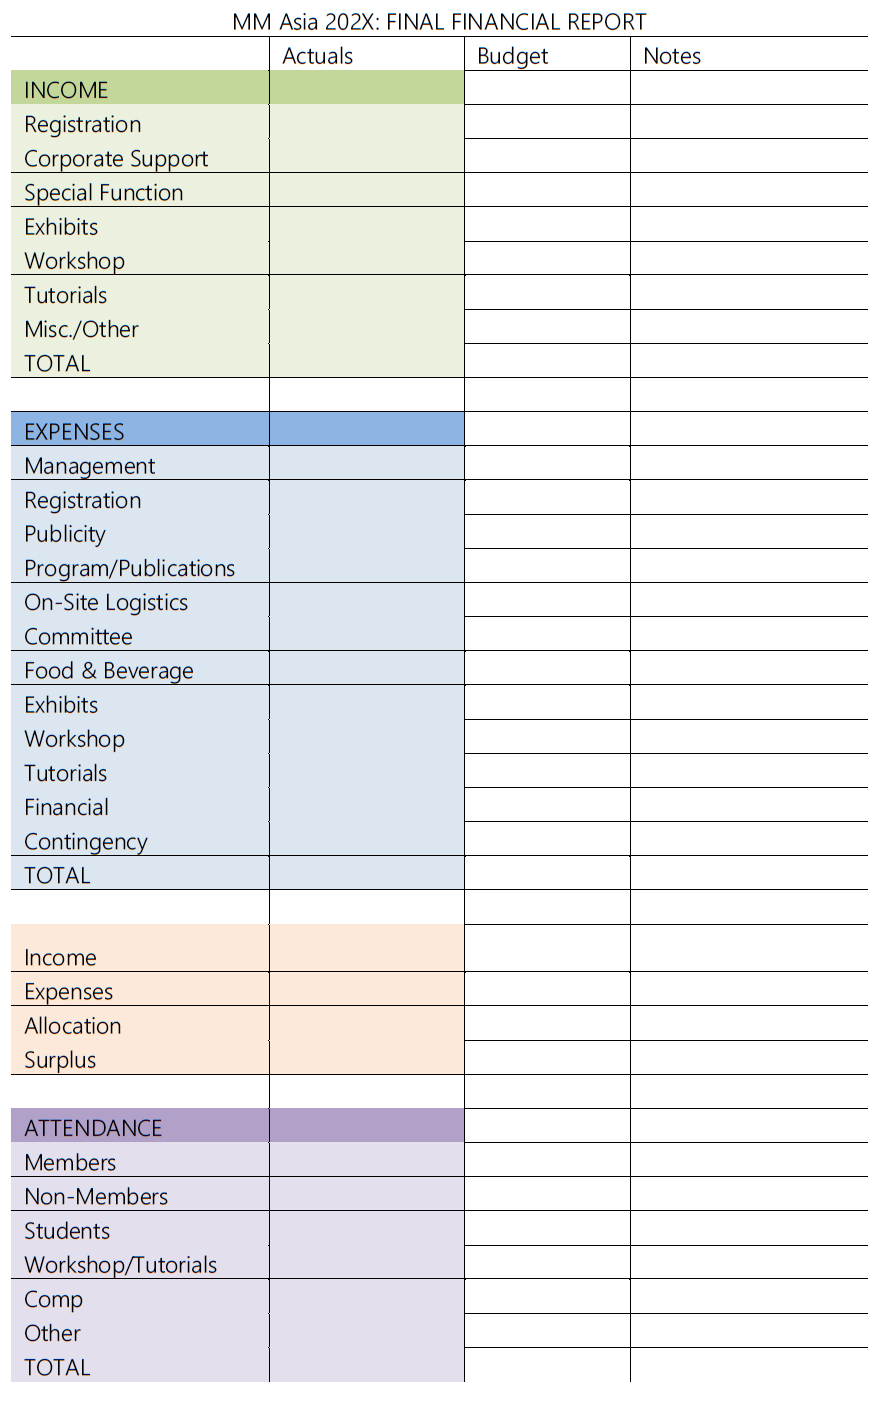 MM Asia 202X: FINAL FINANCIAL REPORT
Actuals Budget Notes
INCOME
Registration
Corporate Support
Special Function
Exhibits
Workshop
Tutorials
Misc./Other
TOTAL
EXPENSES
Management
Registration
Publicity
Program/Publications
On-Site Logistics
Committee
Food & Beverage
Exhibits
Workshop
Tutorials
Financial
Contingency
TOTAL
Income
Expenses
Allocation
Surplus
ATTENDANCE
Members
Non-Members
Students
Workshop/Tutorials
Comp
Other
TOTAL